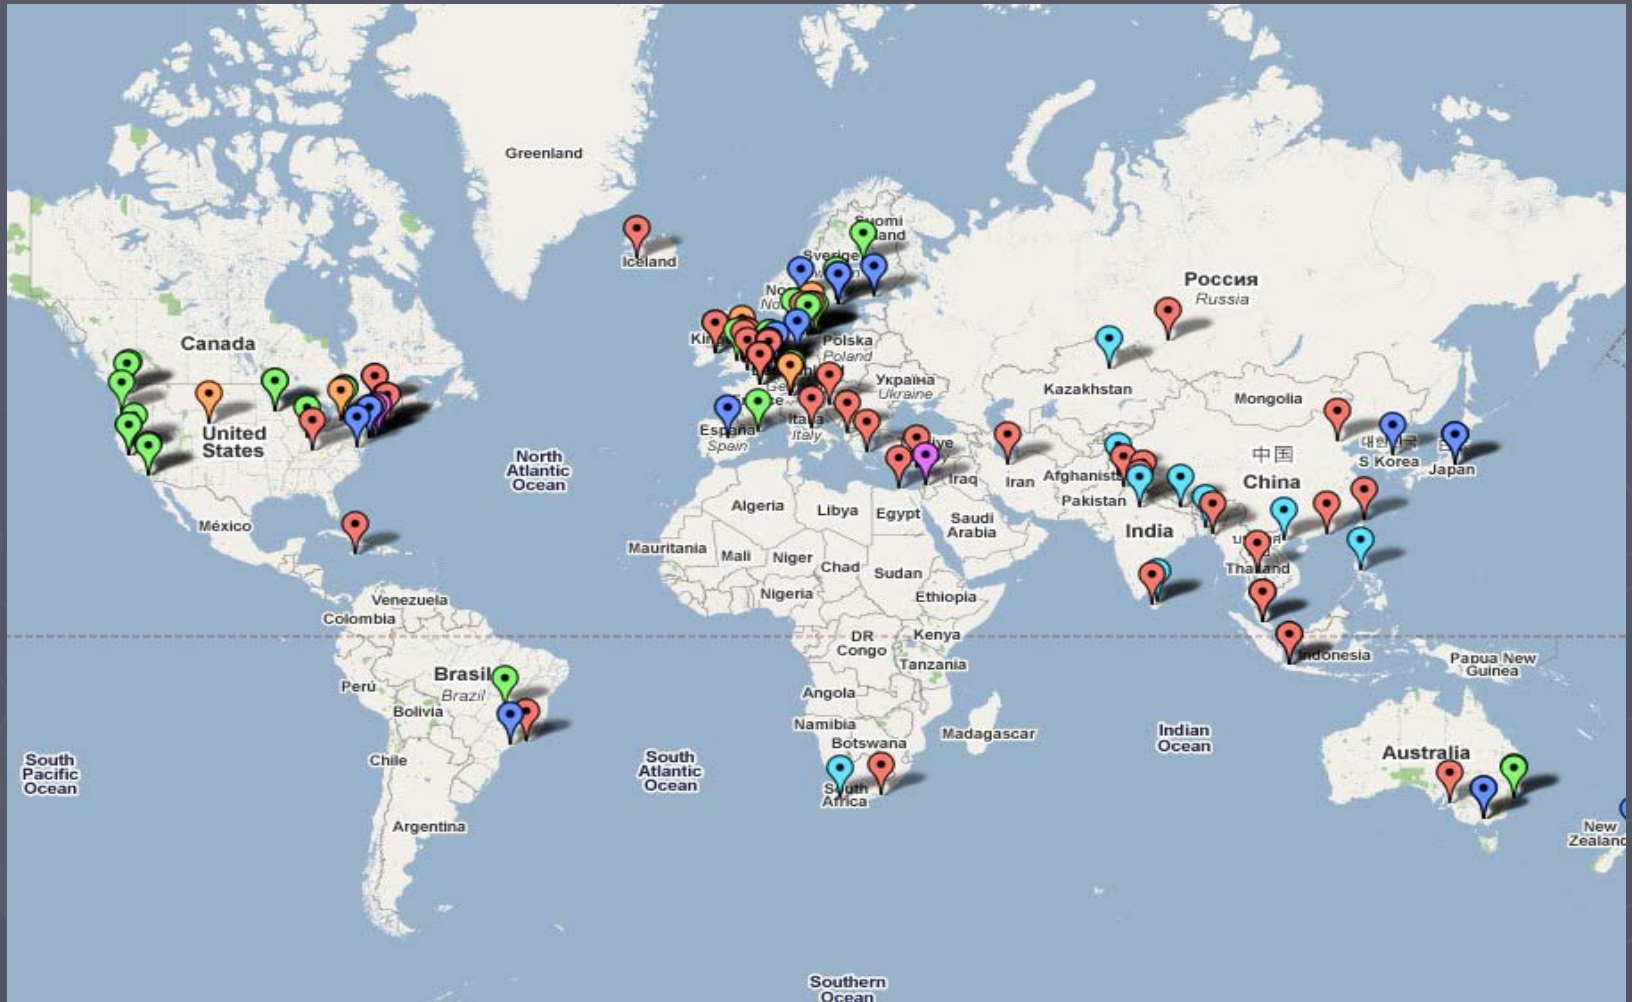 Greenland
Suomi
Iceland
Sverige
Россия
Russia
Canada
Polska
Poland
Україна
Ukraine
Kazakhstan
Mongolia
United
States
España
Spain
Italia
Italy
North
Atlantic
Ocean
Iraq
Iran
Afghanist
Pakistan
中国
China
S Korea
Japan
México
Algeria
Libya
Egypt
Saudi
Arabia
India
Mauritania
Mali
Niger
Chad
Sudan
Thailand
Nigeria
Ethiopia
Venezuela
Colombia
DR
Congo
Kenya
Tanzania
Indonesia
Papua New
Guinea
Brasil
Brazil
Perú
Bolivia
Angola
Namibia
Botswana
Madagascar
Indian
Ocean
Chile
South
Pacific
Ocean
South
Atlantic
Ocean
South
Africa
Australia
Argentina
New
Zealan
Southern
Ocean